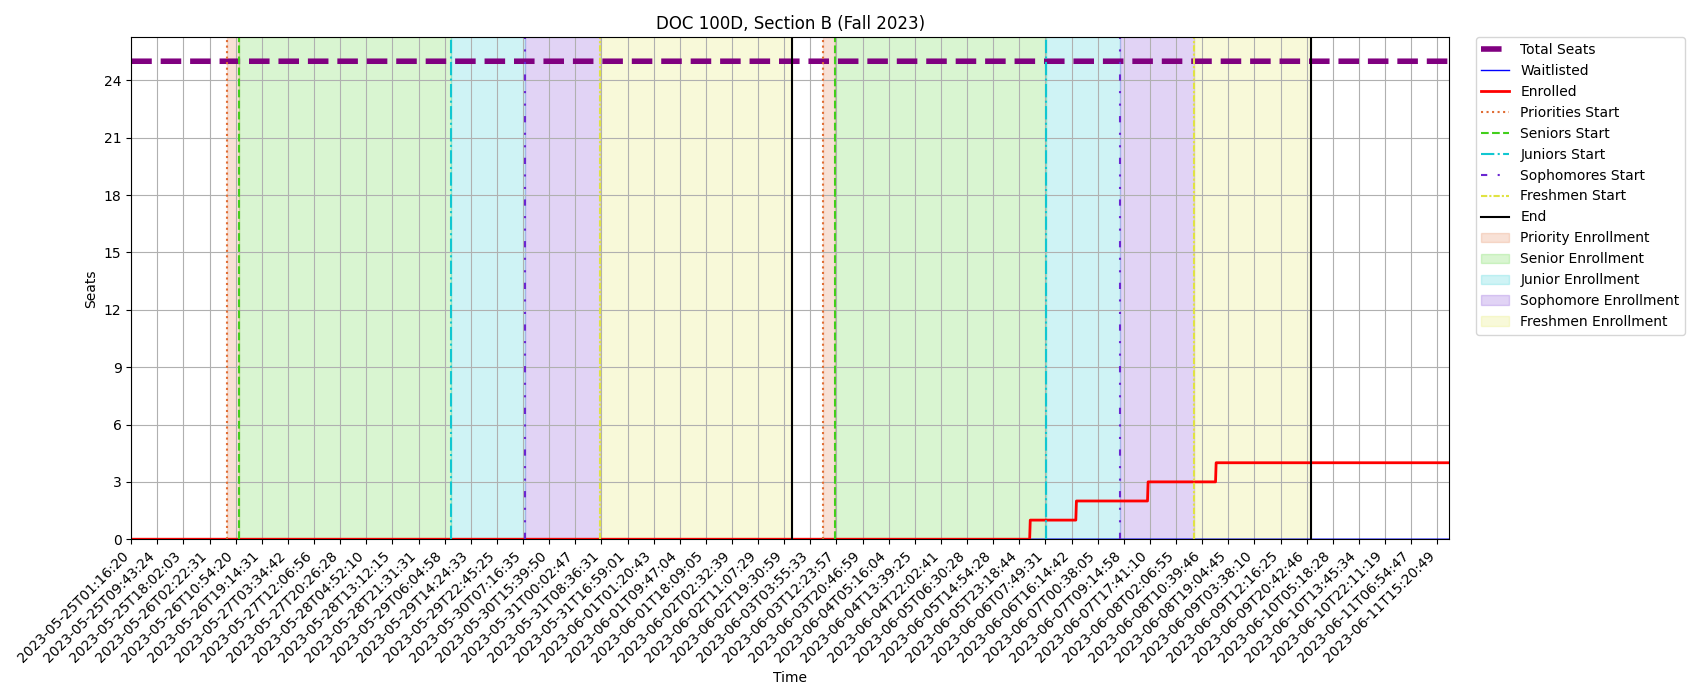 DOC 100D, Section B (Fall 2023)
Seats
24
21
18
15
12
9
6
3
0
2023-05-25T01:16:20
2023-05-25T09:43:24
2023-05-25T18:02:03
2023-05-26T02:22:31
2023-05-26T10:54:20
2023-05-26T19:14:31
2023-05-27T03:34:42
2023-05-27T12:06:56
2023-05-27T20:26:28
2023-05-28T04:52:10
2023-05-28T13:12:15
2023-05-28T21:31:31
2023-05-29T06:04:58
2023-05-29T14:24:33
2023-05-29T22:45:25
2023-05-30T07:16:35
2023-05-30T15:39:50
2023-05-31T00:02:47
2023-05-31T08:36:31
2023-05-31T16:59:01
2023-06-01T01:20:43
2023-06-01T09:47:04
2023-06-01T18:09:05
2023-06-02T02:32:39
2023-06-02T11:07:29
2023-06-02T19:30:59
2023-06-03T03:55:33
2023-06-03T12:23:57
2023-06-03T20:46:59
2023-06-04T05:16:04
2023-06-04T13:39:25
2023-06-04T22:02:41
2023-06-05T06:30:28
2023-06-05T14:54:28
2023-06-05T23:18:44
2023-06-06T07:49:31
2023-06-06T16:14:42
2023-06-07T00:38:05
2023-06-07T09:14:58
2023-06-07T17:41:10
2023-06-08T02:06:55
2023-06-08T10:39:46
2023-06-08T19:04:45
2023-06-09T03:38:10
2023-06-09T12:16:25
2023-06-09T20:42:46
2023-06-10T05:18:28
2023-06-10T13:45:34
2023-06-10T22:11:19
2023-06-11T06:54:47
2023-06-11T15:20:49
Time
Total Seats
Waitlisted
Enrolled
Priorities Start
Seniors Start
Juniors Start
Sophomores Start
Freshmen Start
End
Priority Enrollment
Senior Enrollment
Junior Enrollment
Sophomore Enrollment
Freshmen Enrollment